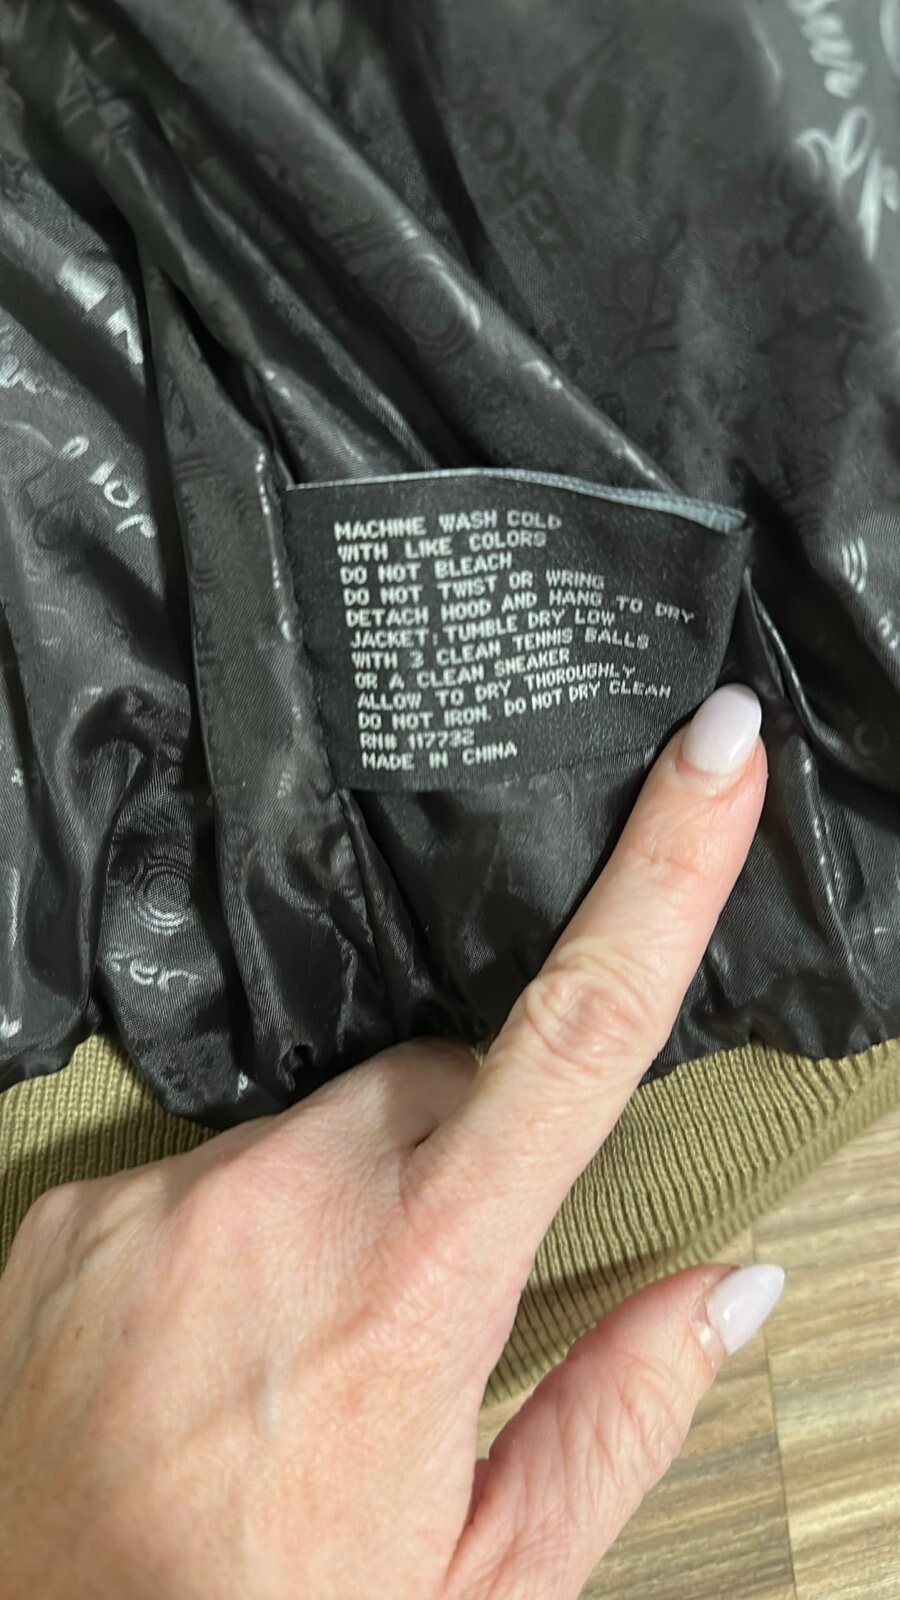 MACHINE WASH COLD
WITH LIKE COLORS
DO NOT BLEACH
DO NOT TWIST OR WRING
DETACH HOOD AND HANG TO DRY
JACKET: TUMBLE DRY LOW
WITH 3 CLEAN TENNIS BALLS
OR A CLEAN SNEAKER
ALLOW TO DRY THOROUGHLY
DO NOT IRON. DO NOT DRY CLEAN
RN# 117732
MADE IN CHINA